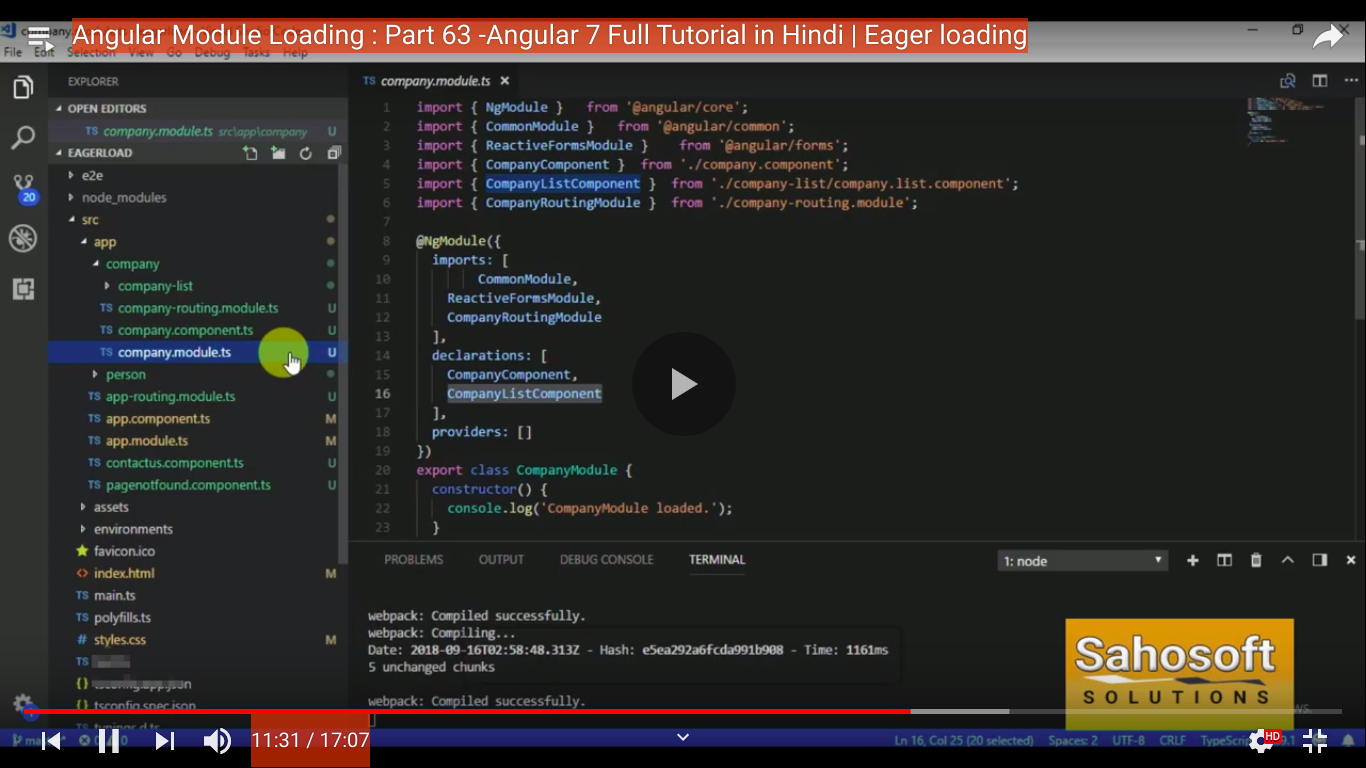 Angular Module Loading : Part 63 -Angular 7 Full Tutorial in Hindi | Eager loading
File Edit Selection View Go Debug Tasks Help
EXPLORER
OPEN EDITORS
TS company.module.ts src\app\company U
EAGERLOAD
20
e2e
node_modules
src
app
company
company-list
TS company-routing.module.ts U
TS company.component.ts U
TS company.module.ts U
person
TS app-routing.module.ts U
TS app.component.ts M
TS app.module.ts M
TS contactus.component.ts U
TS pagenotfound.component.ts U
assets
environments
favicon.ico
<> index.html M
TS main.ts
TS polyfills.ts
# styles.css M
TS
{} tsconfig.app.json
{} tsconfig.spec.json
TS typings.d.ts
TS company.module.ts ×
1 import { NgModule } from '@angular/core';
2 import { CommonModule } from '@angular/common';
3 import { ReactiveFormsModule } from '@angular/forms';
4 import { CompanyComponent } from './company.component';
5 import { CompanyListComponent } from './company-list/company.list.component';
6 import { CompanyRoutingModule } from './company-routing.module';
7
8 @NgModule({
9 imports: [
10 CommonModule,
11 ReactiveFormsModule,
12 CompanyRoutingModule
13 ],
14 declarations: [
15 CompanyComponent,
16 CompanyListComponent
17 ],
18 providers: []
19 })
20 export class CompanyModule {
21 constructor() {
22 console.log('CompanyModule loaded.');
23 }
PROBLEMS OUTPUT DEBUG CONSOLE TERMINAL 1: node
webpack: Compiled successfully.
webpack: Compiling...
Date: 2018-09-16T02:58:48.313Z - Hash: e5ea292a6fcda991b908 - Time: 1161ms
5 unchanged chunks
webpack: Compiled successfully.
Sahosoft
SOLUTIONS
11:31 / 17:07
Ln 16, Col 25 (20 selected) Spaces: 2 UTF-8 CRLF
HD